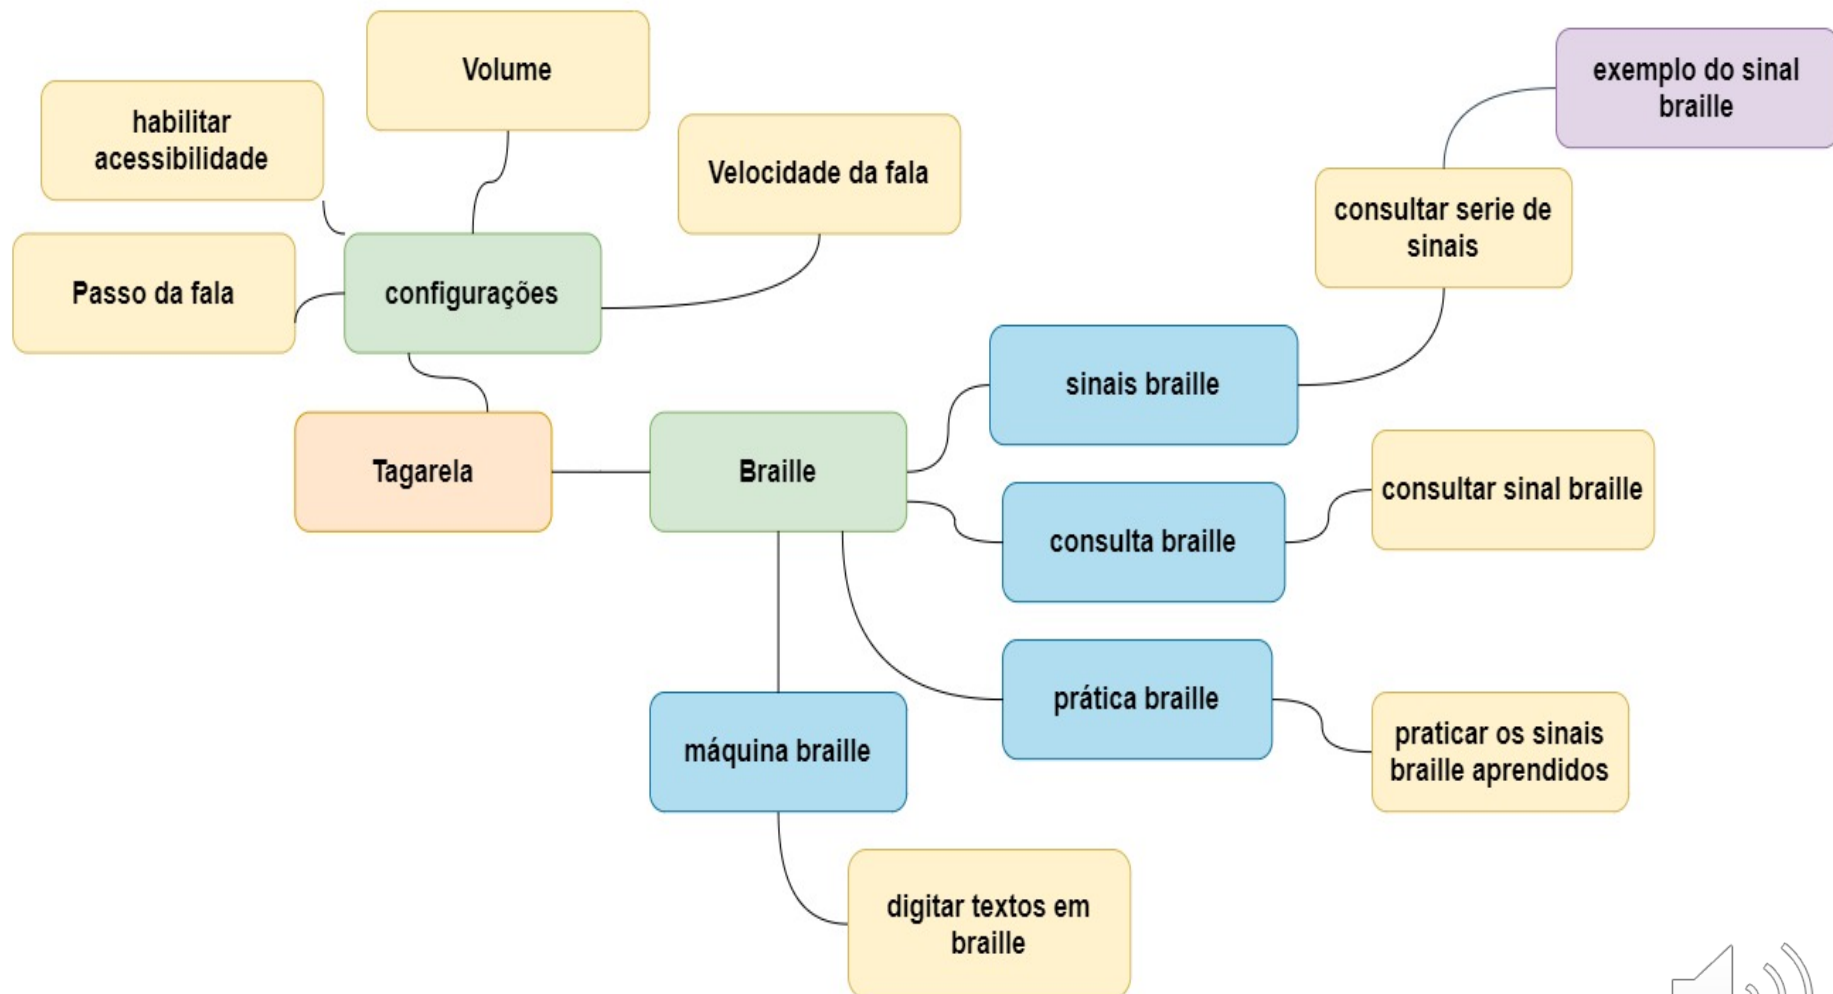 Volume
exemplo do sinal
braille
habilitar
acessibilidade
Velocidade da fala
consultar serie de
sinais
Passo da fala
configurações
sinais braille
Tagarela
Braille
consultar sinal braille
consulta braille
prática braille
praticar os sinais
braille aprendidos
máquina braille
digitar textos em
braille